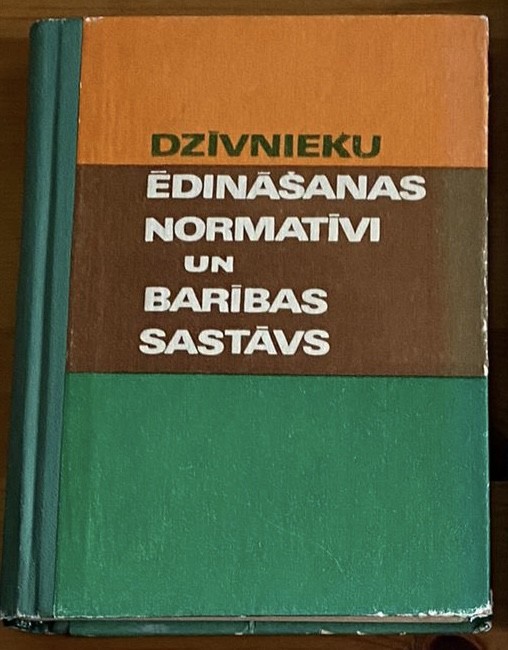 DZĪVNIEKU
ĒDINĀŠANAS
NORMATĪVI
UN
BARĪBAS
SASTĀVS